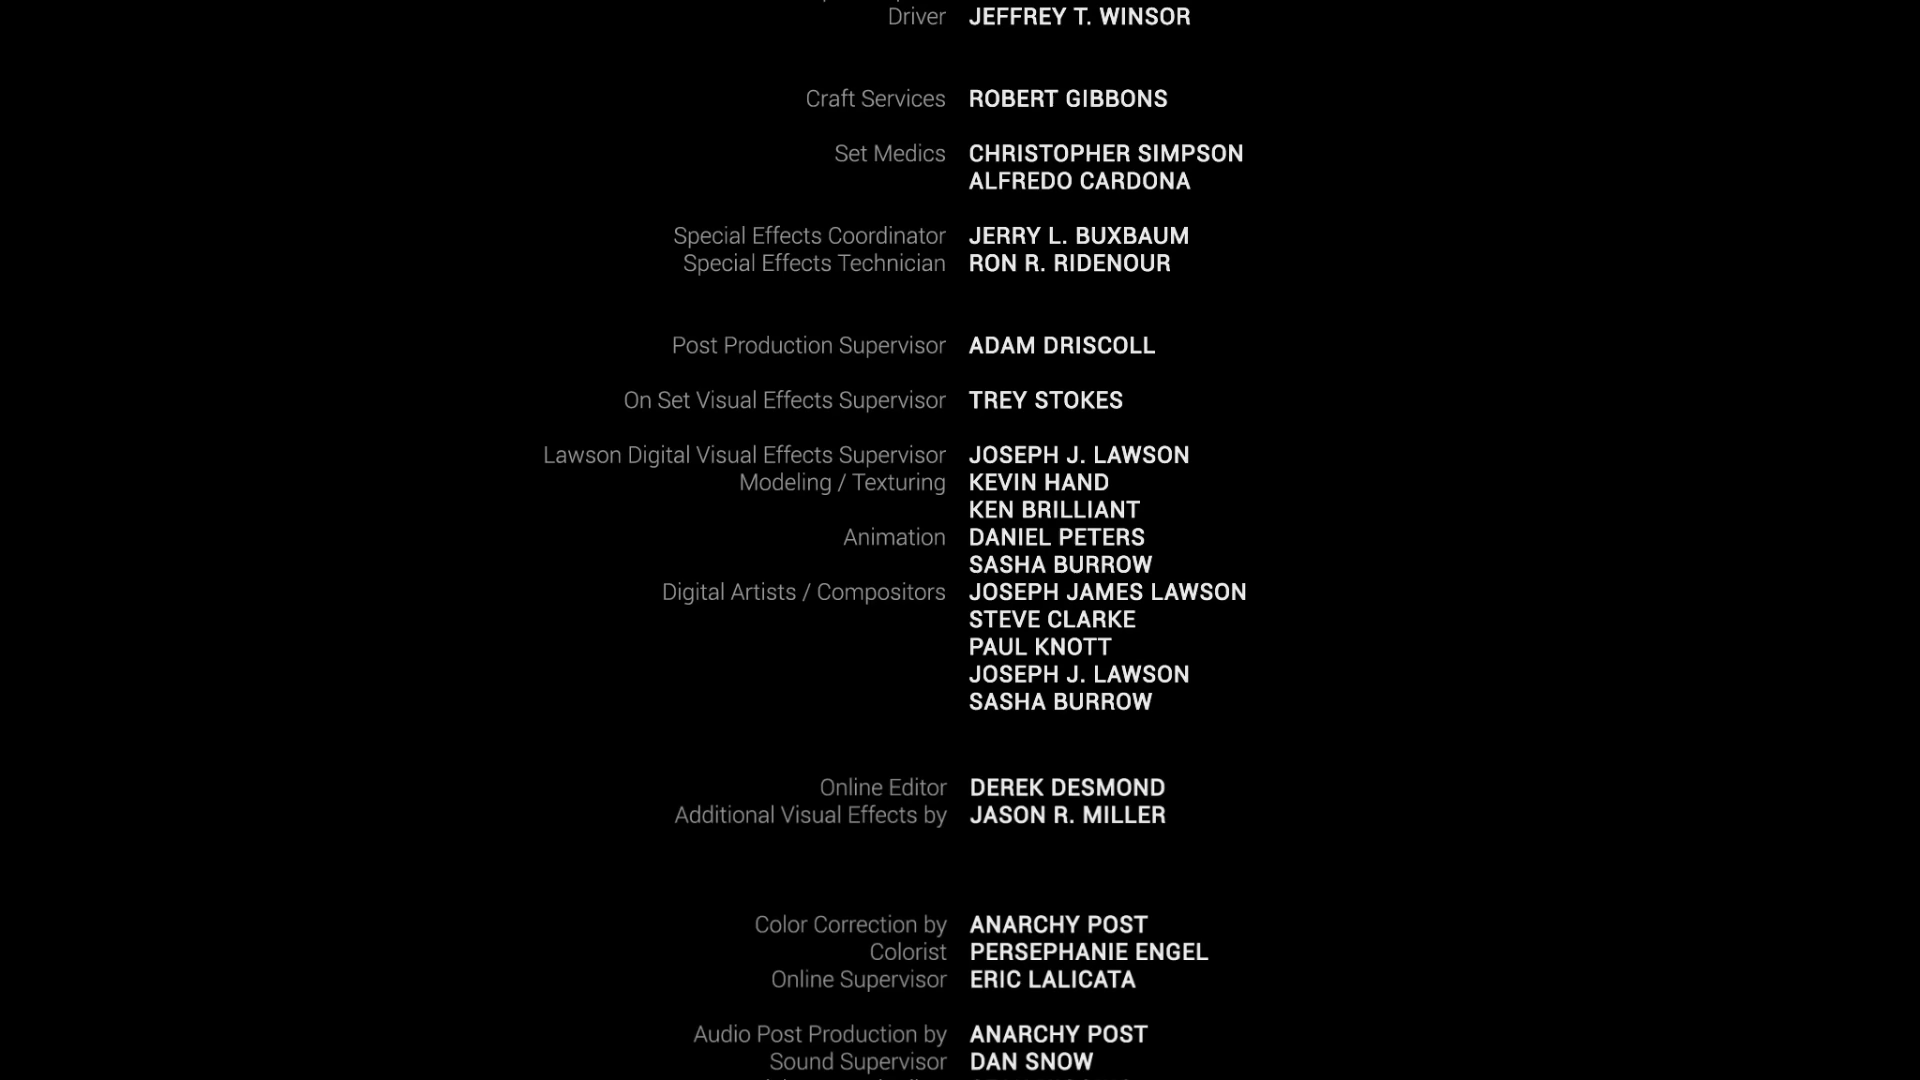 Driver JEFFREY T. WINSOR
Craft Services ROBERT GIBBONS
Set Medics CHRISTOPHER SIMPSON
ALFREDO CARDONA
Special Effects Coordinator JERRY L. BUXBAUM
Special Effects Technician RON R. RIDENOUR
Post Production Supervisor ADAM DRISCOLL
On Set Visual Effects Supervisor TREY STOKES
Lawson Digital Visual Effects Supervisor JOSEPH J. LAWSON
Modeling / Texturing KEVIN HAND
KEN BRILLIANT
Animation DANIEL PETERS
SASHA BURROW
Digital Artists / Compositors JOSEPH JAMES LAWSON
STEVE CLARKE
PAUL KNOTT
JOSEPH J. LAWSON
SASHA BURROW
Online Editor DEREK DESMOND
Additional Visual Effects by JASON R. MILLER
Color Correction by ANARCHY POST
Colorist PERSEPHANIE ENGEL
Online Supervisor ERIC LALICATA
Audio Post Production by ANARCHY POST
Sound Supervisor DAN SNOW